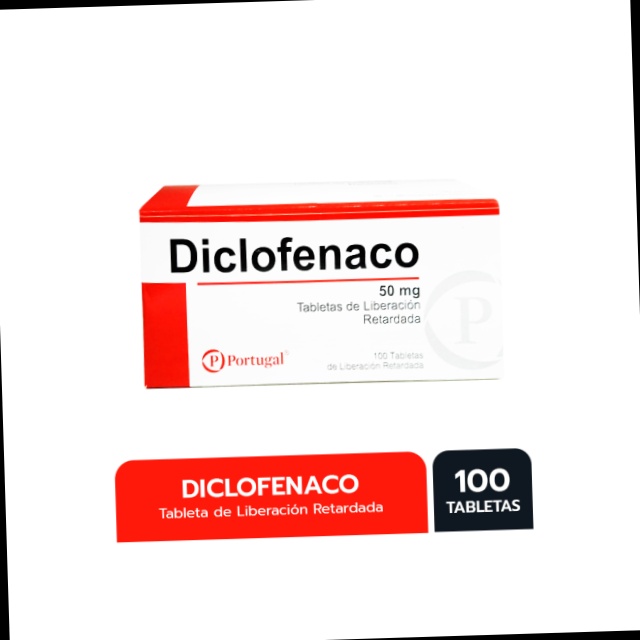 Diclofenaco
50 mg
Tabletas de Liberación
Retardada
P Portugal®
100 Tabletas
de Liberación Retardada
P
DICLOFENACO
Tableta de Liberación Retardada
100
TABLETAS